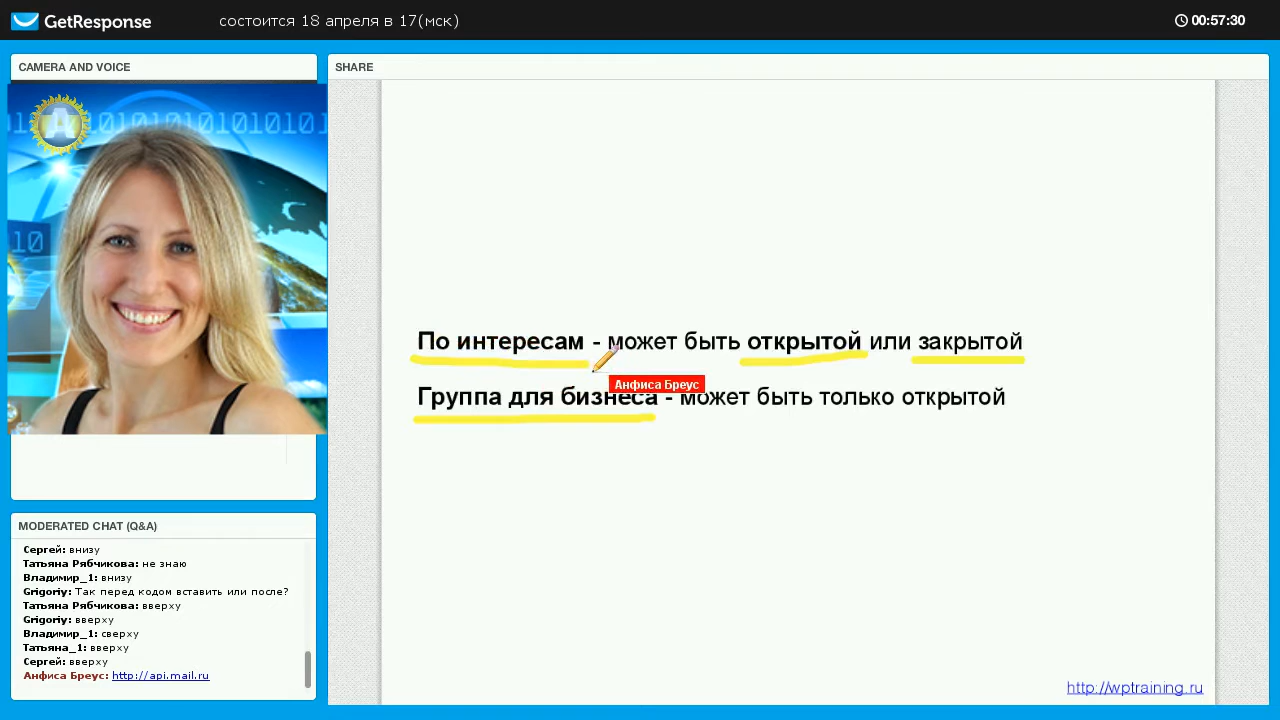 GetResponse
состоится 18 апреля в 17(мск)
00:57:30
CAMERA AND VOICE
SHARE
По интересам - может быть открытой или закрытой
Анфиса Бреус
Группа для бизнеса - может быть только открытой
MODERATED CHAT (Q&A)
Сергей: внизу
Татьяна Рябчикова: не знаю
Владимир_1: внизу
Grigoriy: Так перед кодом вставить или после?
Татьяна Рябчикова: вверху
Grigoriy: вверху
Владимир_1: сверху
Татьяна_1: вверху
Сергей: вверху
Анфиса Бреус: http://api.mail.ru
http://wptraining.ru